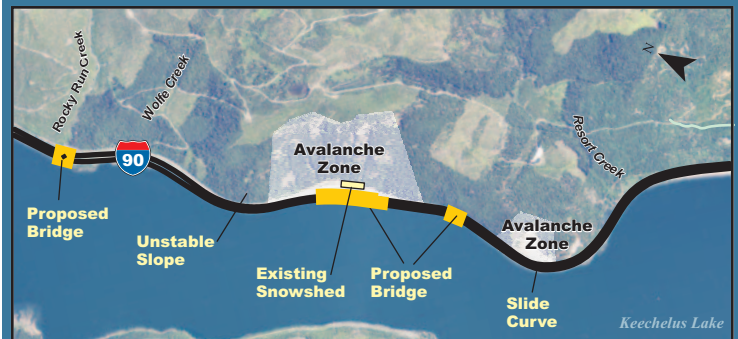 Rocky Run Creek
Wolfe Creek
N
90
Avalanche
Zone
Resort Creek
Proposed
Bridge
Unstable
Slope
Existing
Snowshed
Proposed
Bridge
Avalanche
Zone
Slide
Curve
Keechelus Lake